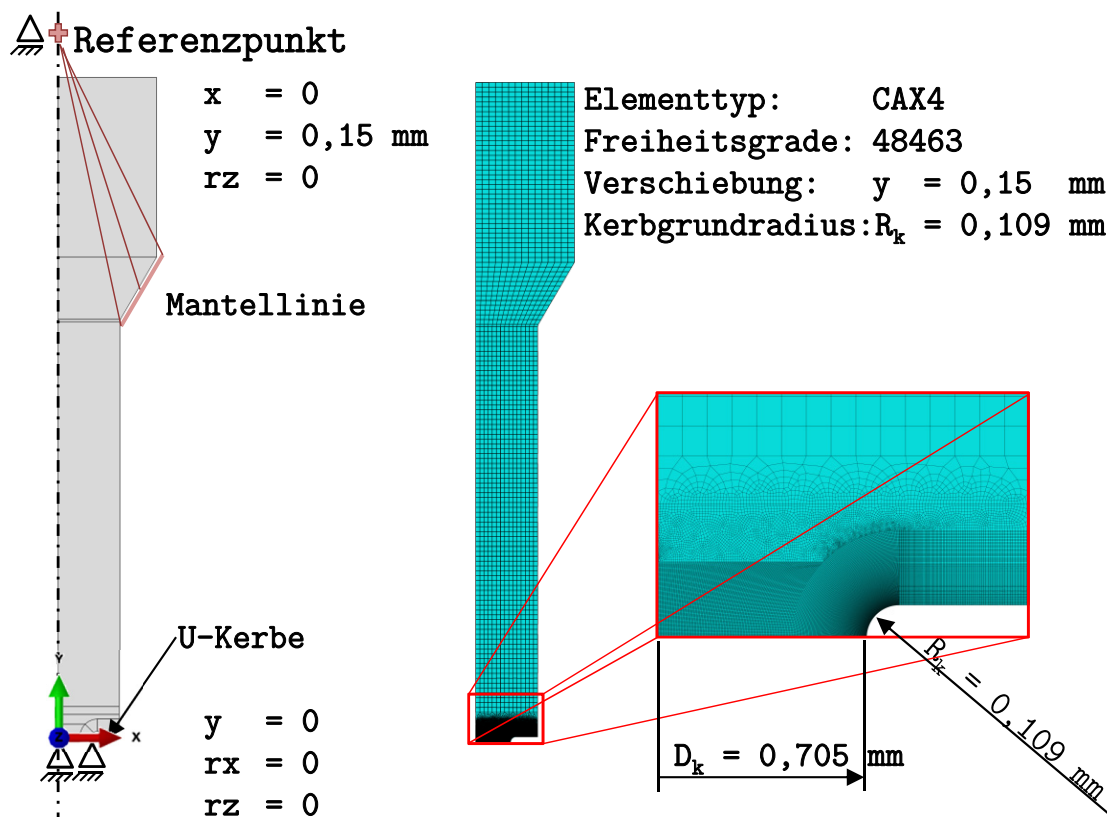 Referenzpunkt
x = 0
y = 0,15 mm
rz = 0
Mantellinie
U-Kerbe
Y
Z
x
y = 0
rx = 0
rz = 0
Elementtyp: CAX4
Freiheitsgrade: 48463
Verschiebung: y = 0,15 mm
Kerbgrundradius:Rₖ = 0,109 mm
Rₖ = 0,109 mm
Dₖ = 0,705 mm